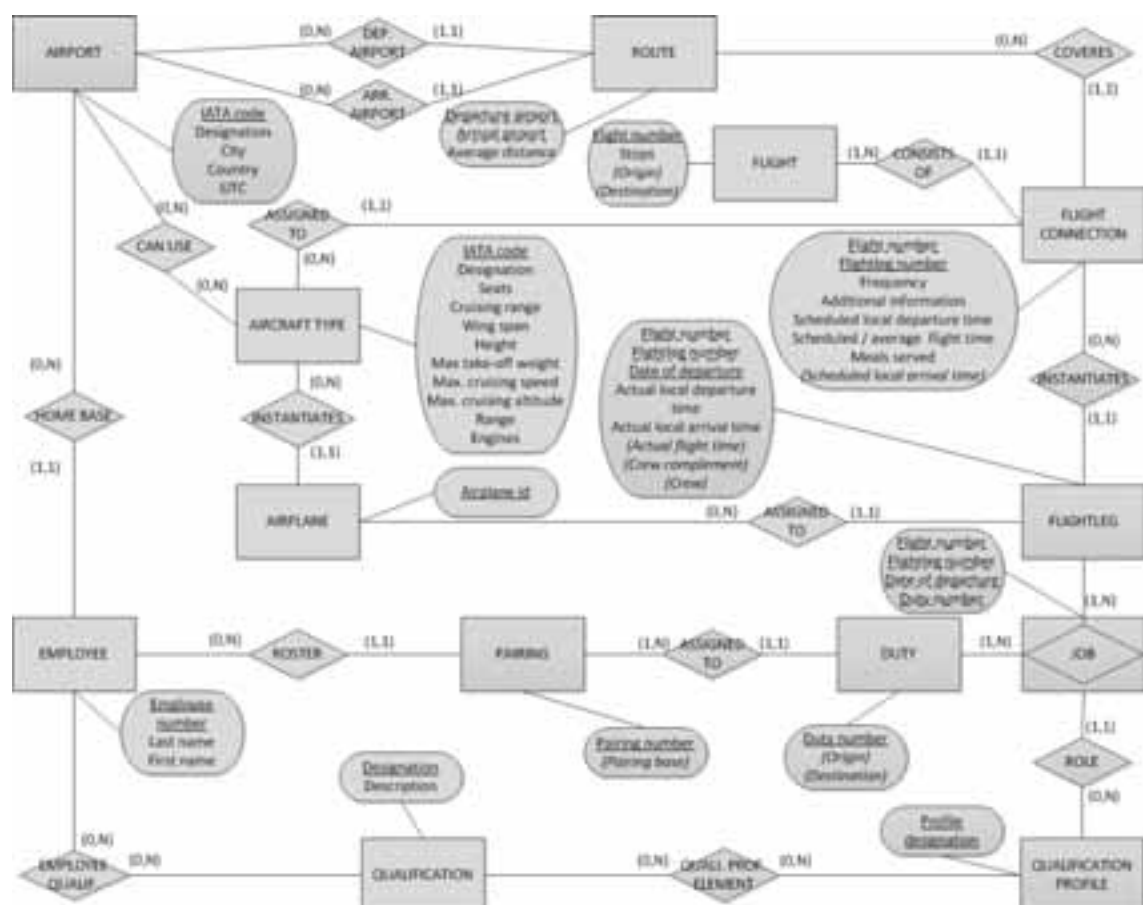 (0,N)
DEP. AIRPORT
(1,1)
AIRPORT
ROUTE
(0,N)
COVERES
(0,N)
ARR. AIRPORT
(1,1)
(1,1)
IATA code
Designation
City
Country
UTC
Departure airport
Arrival airport
Average distance
Flight number
Stops
(Origin)
(Destination)
FLIGHT
(1,N)
CONSISTS OF
(1,1)
(0,N)
CAN USE
(0,N)
ASSIGNED TO
(1,1)
(0,N)
FLIGHT CONNECTION
AIRCRAFT TYPE
IATA code
Designation
Seats
Cruising range
Wing span
Height
Max take-off weight
Max. cruising speed
Max. cruising altitude
Range
Engines
Flight number
Flightleg number
Frequency
Additional information
Scheduled local departure time
Scheduled / average flight time
Meals served
(Scheduled local arrival time)
Flight number
Date of departure
Actual local departure
time
Actual local arrival time
(Actual flight time)
(Crew complement)
(Crew)
(0,N)
INSTANTIATES
(1,1)
(0,N)
HOME BASE
(1,1)
(0,N)
INSTANTIATES
(1,1)
AIRPLANE
Airplane id
(0,N)
ASSIGNED TO
(1,1)
FLIGHTLEG
Flight number
Date of departure
Duty number
(1,N)
EMPLOYEE
(0,N)
ROSTER
(1,1)
PAIRING
(1,N)
ASSIGNED TO
(1,1)
DUTY
(1,N)
JOB
Employee
number
Last name
First name
Pairing number
(Pairing base)
Duty number
(Origin)
(Destination)
(1,1)
ROLE
(0,N)
Designation
Description
Profile
designation
(0,N)
EMPLOYEE QUALIF.
(0,N)
QUALIFICATION
(0,N)
QUALI. PROF. ELEMENT
(0,N)
QUALIFICATION PROFILE